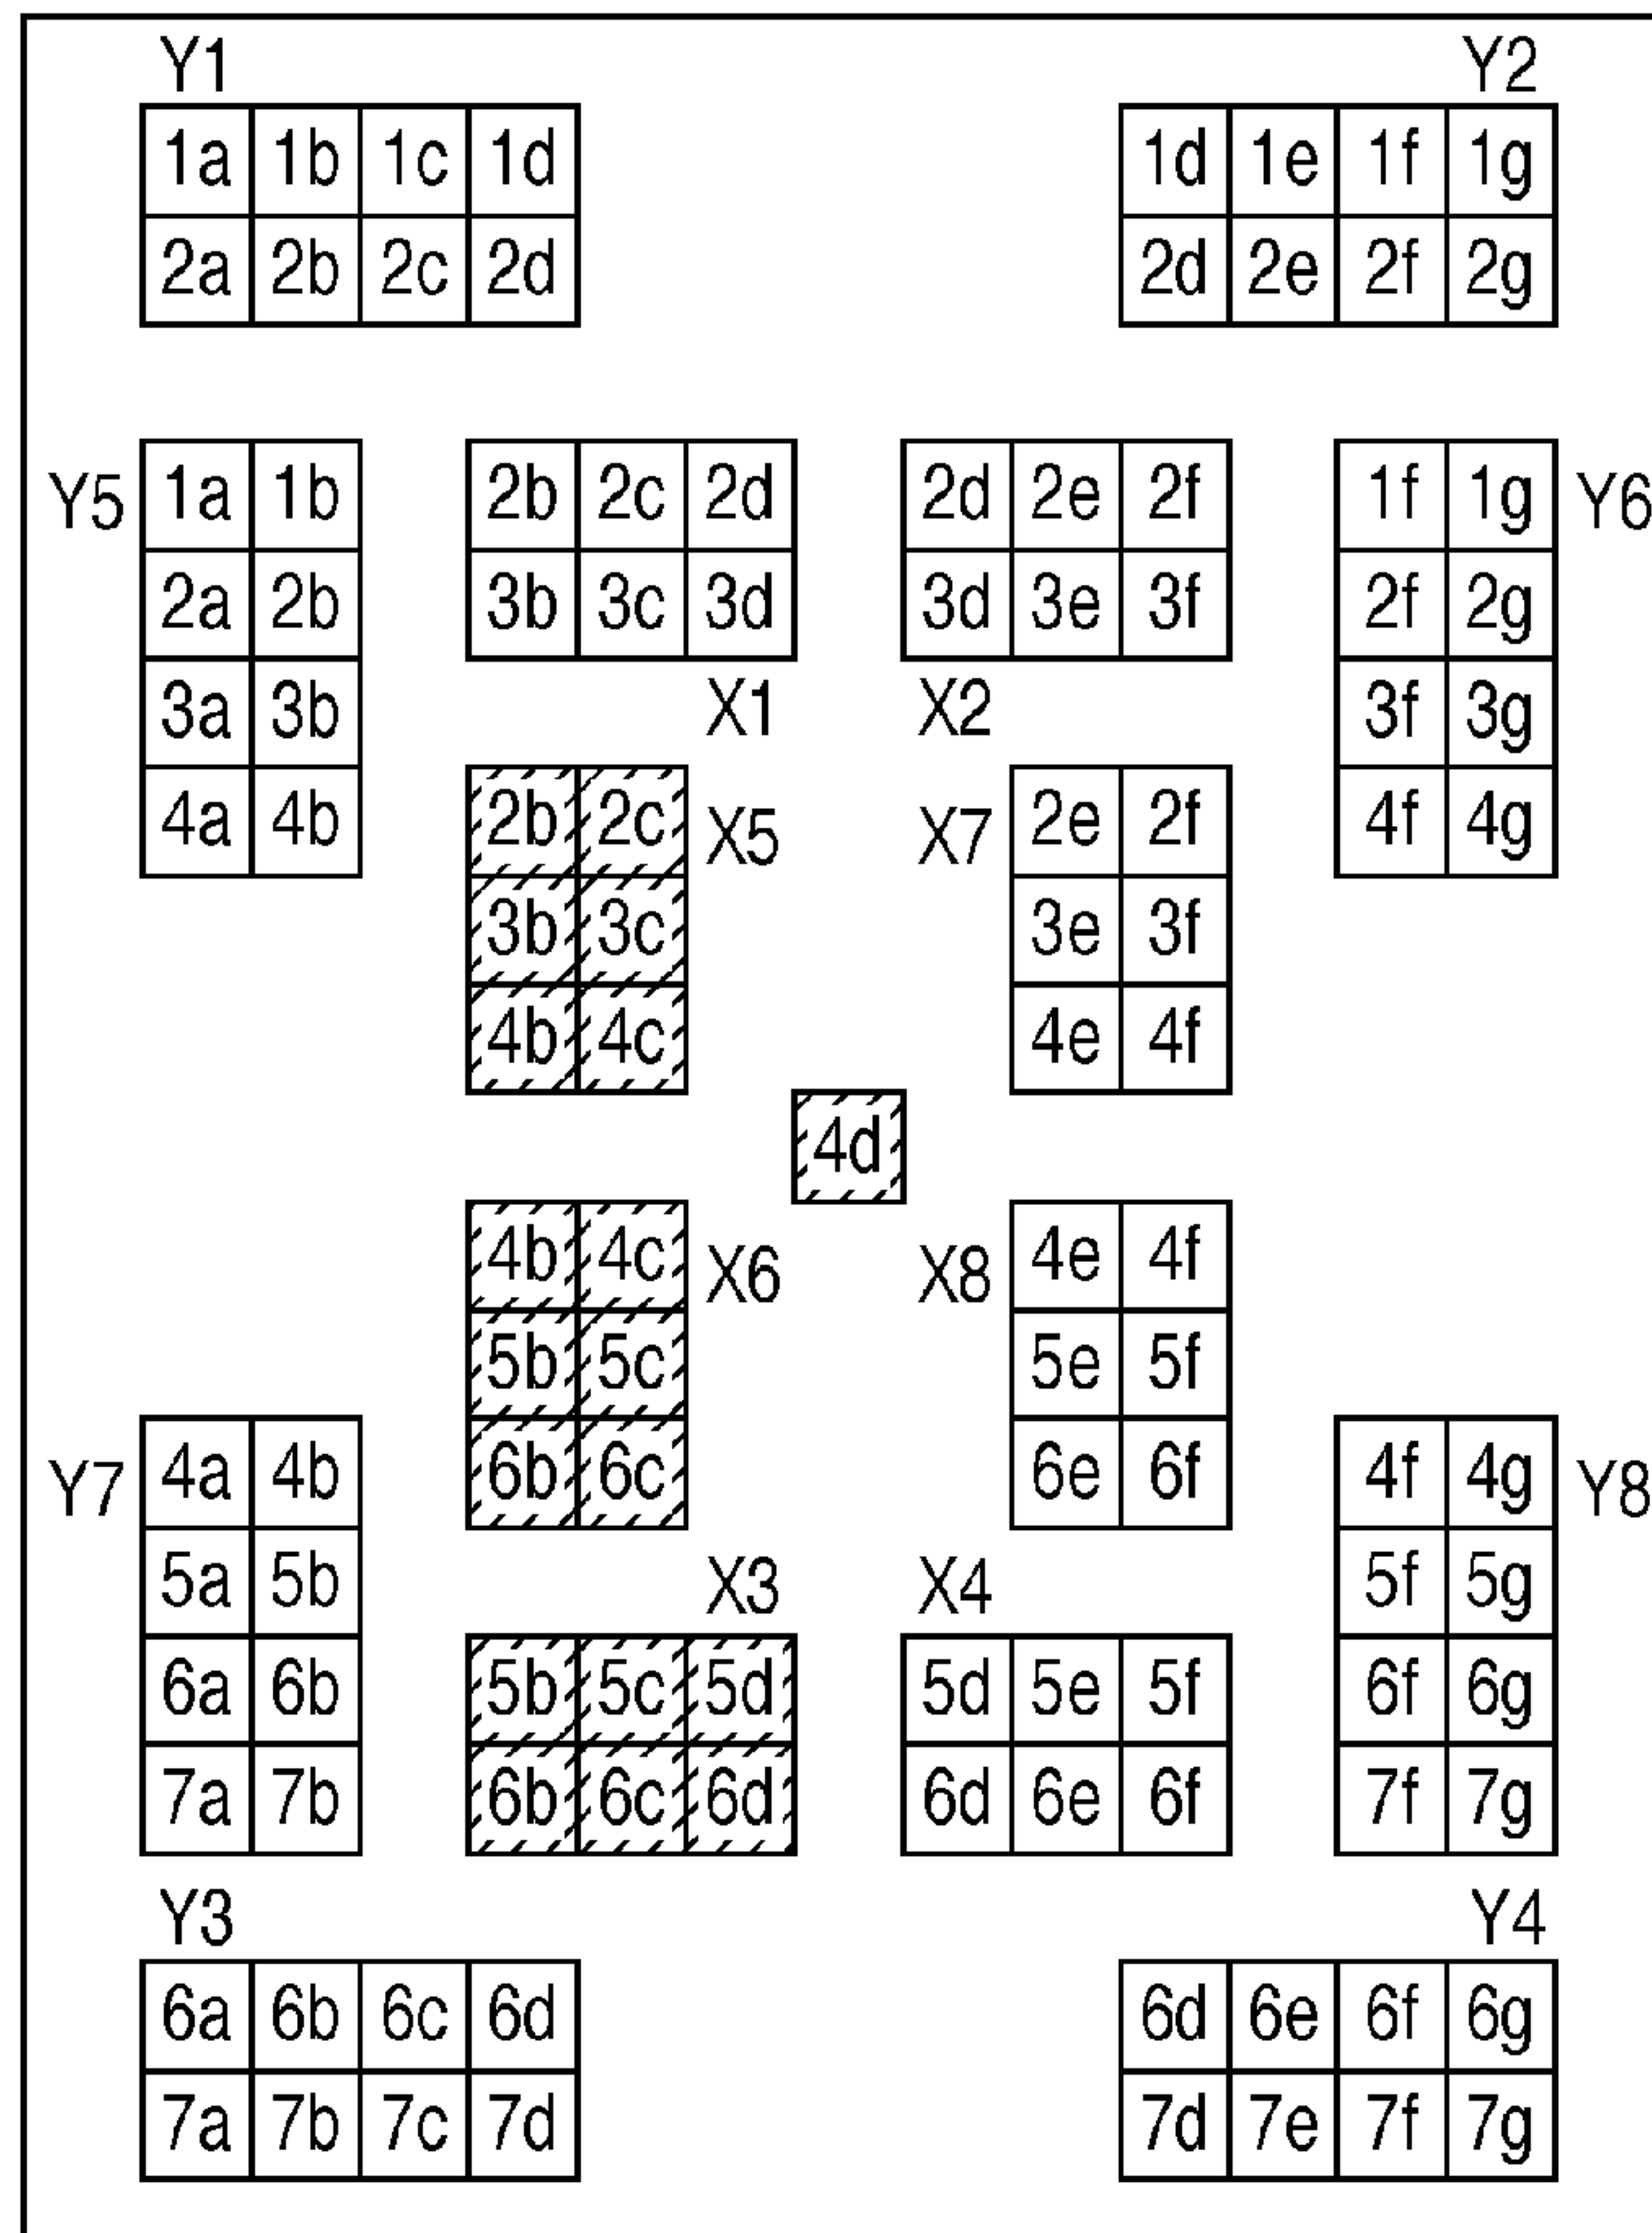 Y1 Y2
1a 1b 1c 1d 1d 1e 1f 1g
2a 2b 2c 2d 2d 2e 2f 2g
Y5 1a 1b 2b 2c 2d 2d 2e 2f 1f 1g Y6
2a 2b 3b 3c 3d 3d 3e 3f 2f 2g
3a 3b X1 X2 3f 3g
4a 4b 2b 2c X5 X7 2e 2f 4f 4g
3b 3c 3e 3f
4b 4c 4e 4f
4d
4b 4c X6 X8 4e 4f
5b 5c 5e 5f
Y7 4a 4b 6b 6c 6e 6f 4f 4g Y8
5a 5b X3 X4 5f 5g
6a 6b 5b 5c 5d 5d 5e 5f 6f 6g
7a 7b 6b 6c 6d 6d 6e 6f 7f 7g
Y3 Y4
6a 6b 6c 6d 6d 6e 6f 6g
7a 7b 7c 7d 7d 7e 7f 7g